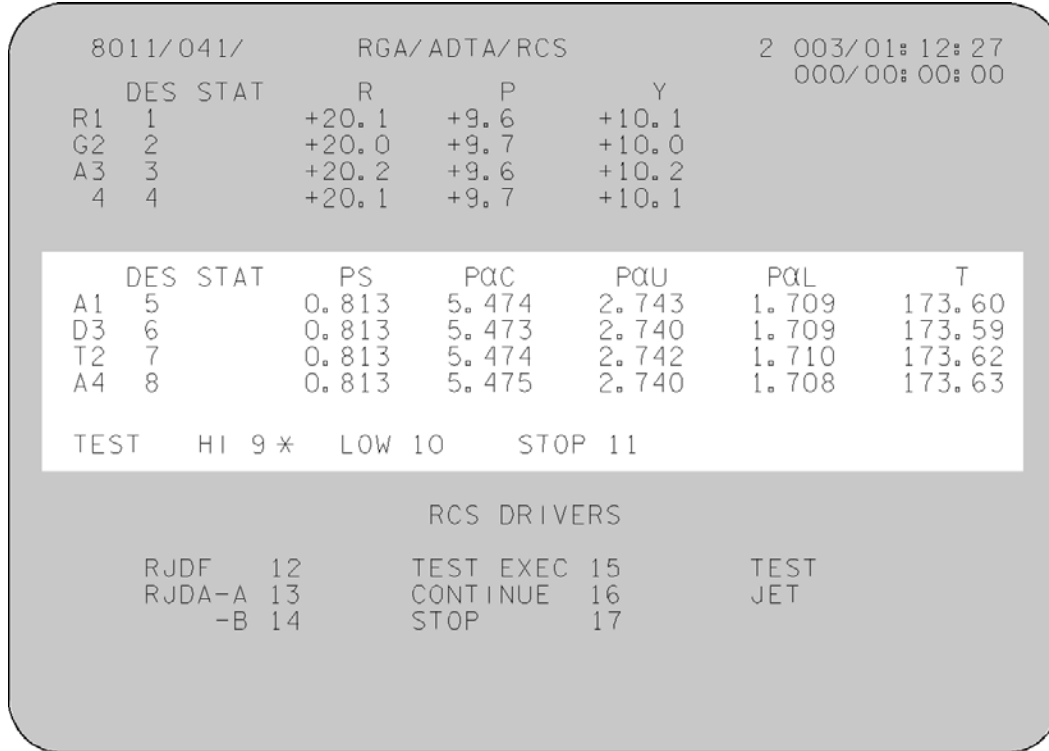 8011/041/ RGA/ADTA/RCS 2 003/01:12:27
000/00:00:00
DES STAT R P Y
R1 1 +20.1 +9.6 +10.1
G2 2 +20.0 +9.7 +10.0
A3 3 +20.2 +9.6 +10.2
4 4 +20.1 +9.7 +10.1
DES STAT PS PαC PαU PαL T
A1 5 0.813 5.474 2.743 1.709 173.60
D3 6 0.813 5.473 2.740 1.709 173.59
T2 7 0.813 5.474 2.742 1.710 173.62
A4 8 0.813 5.475 2.740 1.708 173.63
TEST HI 9* LOW 10 STOP 11
RCS DRIVERS
RJDF 12 TEST EXEC 15 TEST
RJDA-A 13 CONTINUE 16 JET
-B 14 STOP 17